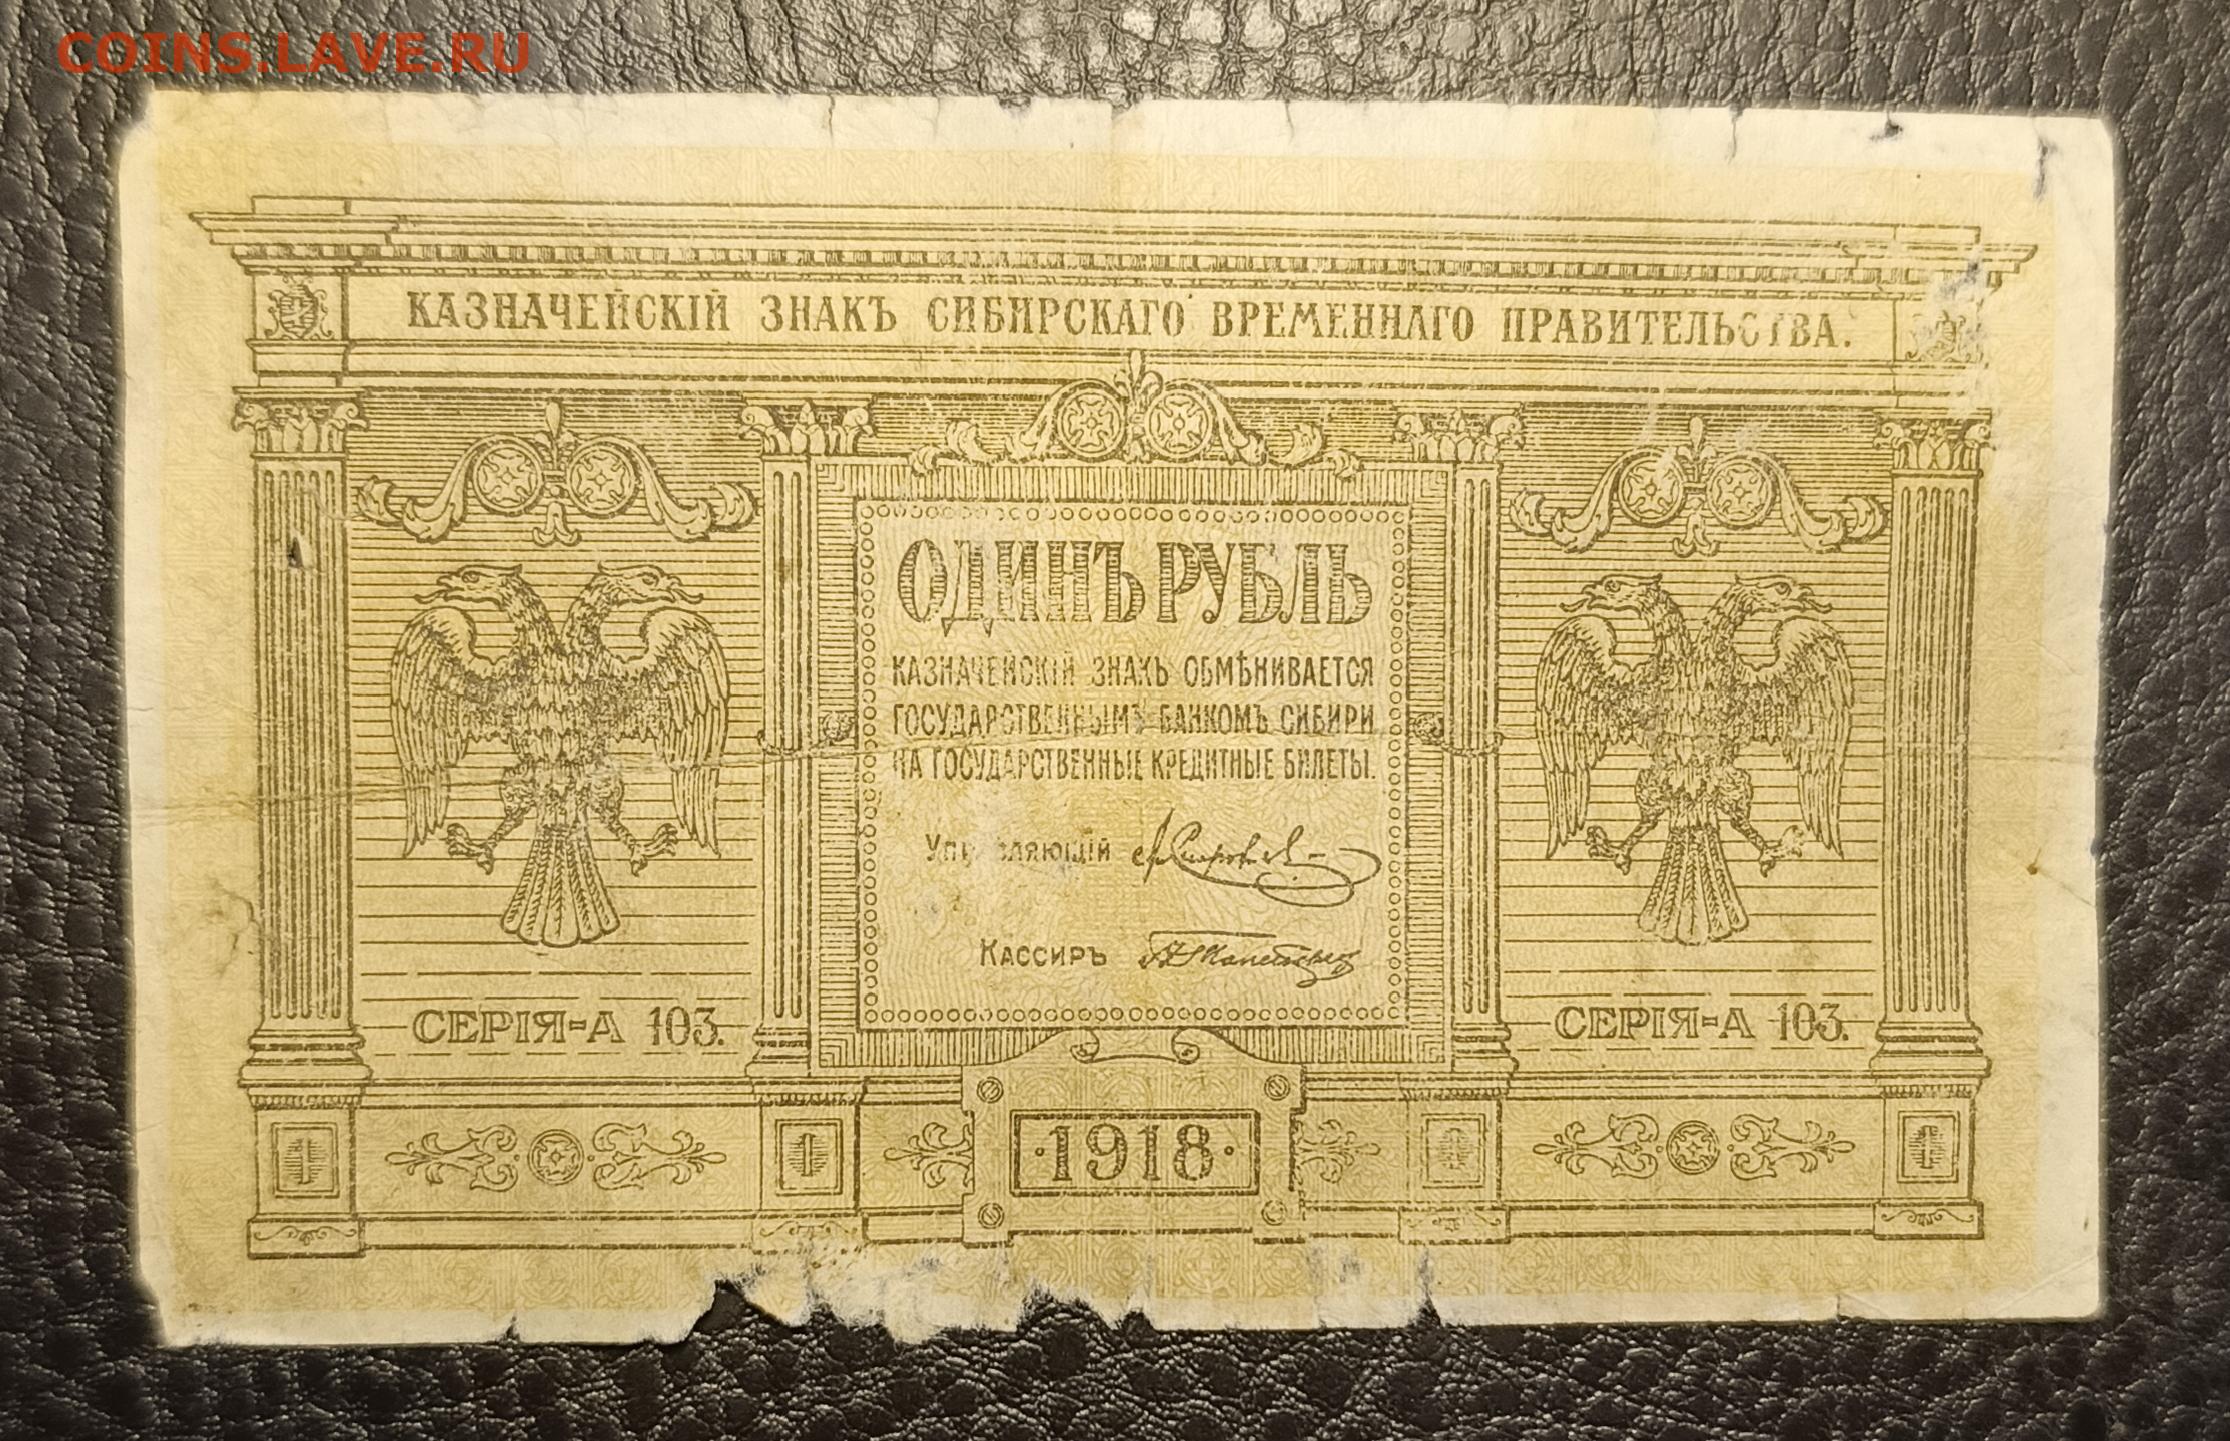 COINS.LAVE.RU
КАЗНАЧЕЙСКІЙ ЗНАКЪ СИБИРСКАГО ВРЕМЕННАГО ПРАВИТЕЛЬСТВА.
ОДИНЪ РУБЛЬ
КАЗНАЧЕЙСКІЙ ЗНАКЪ ОБМѢНИВАЕТСЯ
ГОСУДАРСТВЕННЫМЪ БАНКОМЪ СИБИРИ
НА ГОСУДАРСТВЕННЫЕ КРЕДИТНЫЕ БИЛЕТЫ.
Управляющій
Кассиръ
СЕРІЯ-А 103.
СЕРІЯ-А 103.
1
1
1
1
·1918·